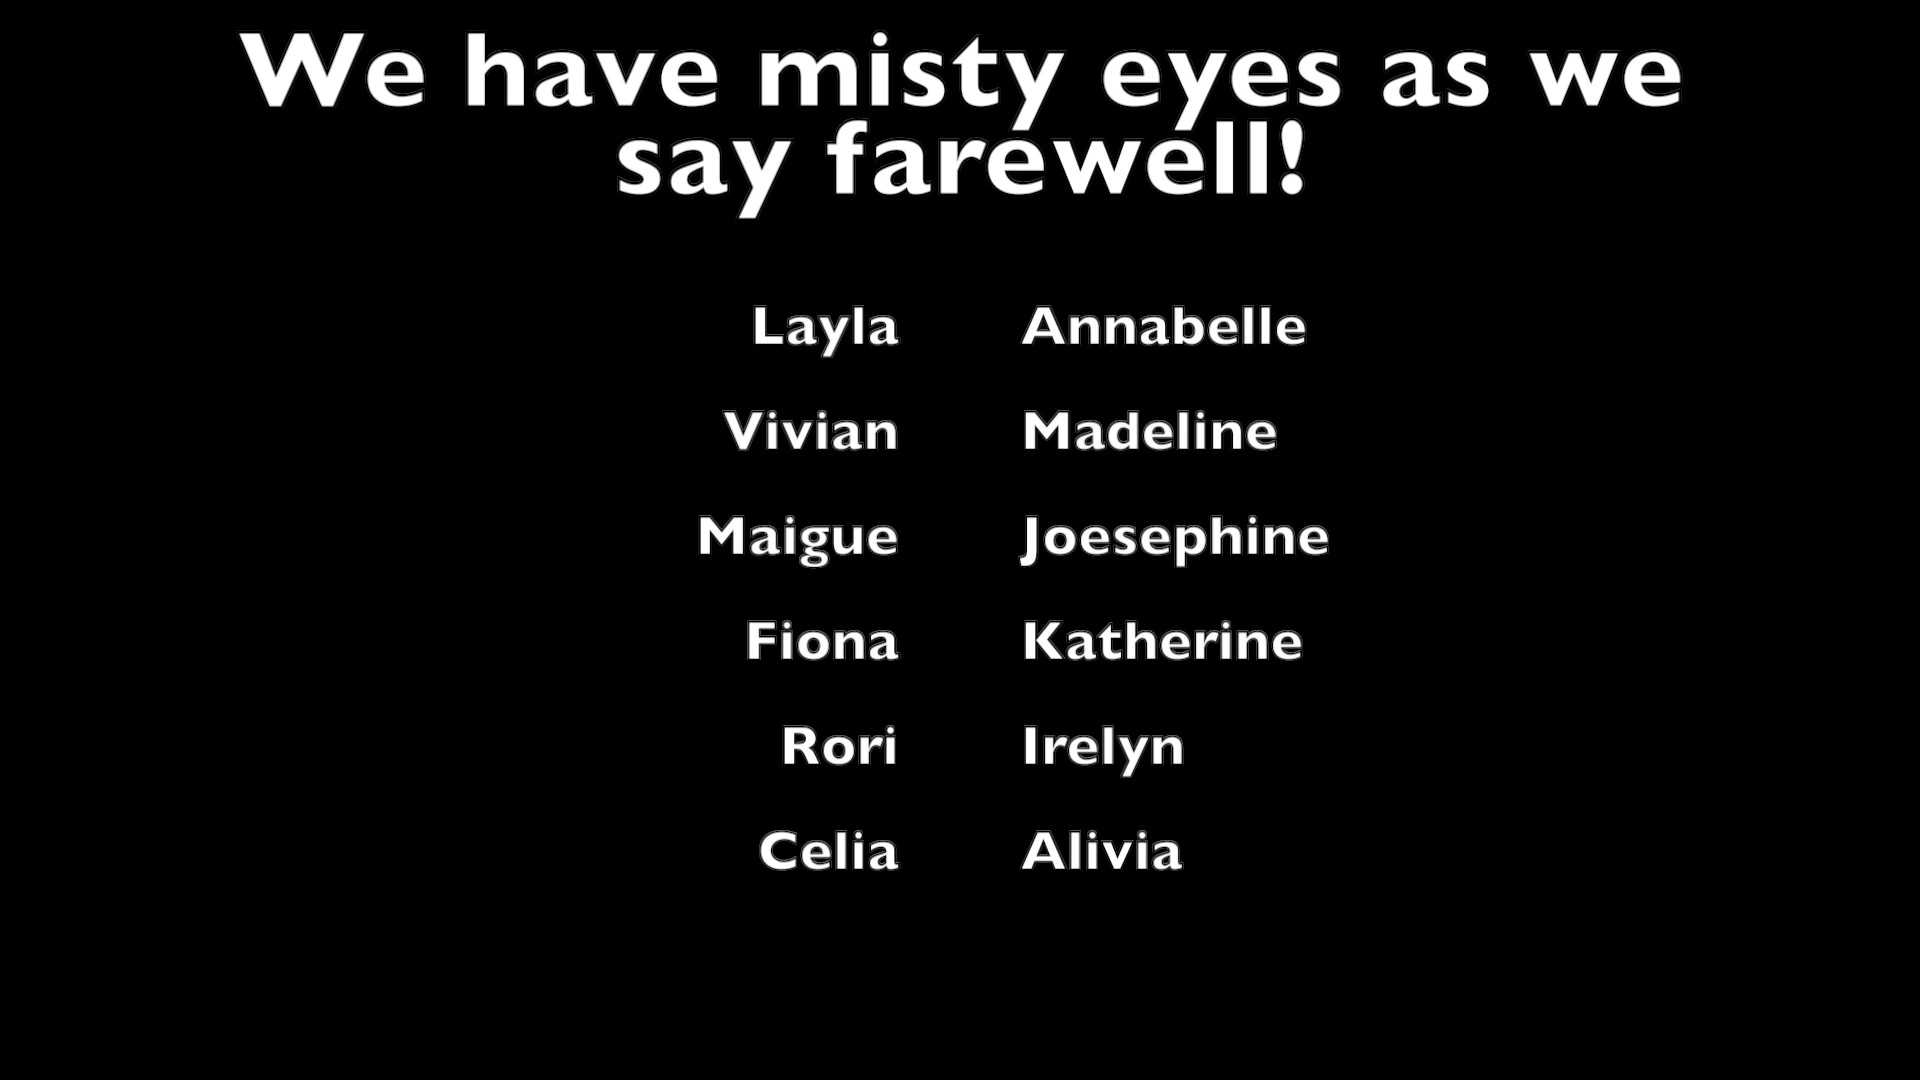 We have misty eyes as we
say farewell!
Layla Annabelle
Vivian Madeline
Maigue Joesephine
Fiona Katherine
Rori Irelyn
Celia Alivia